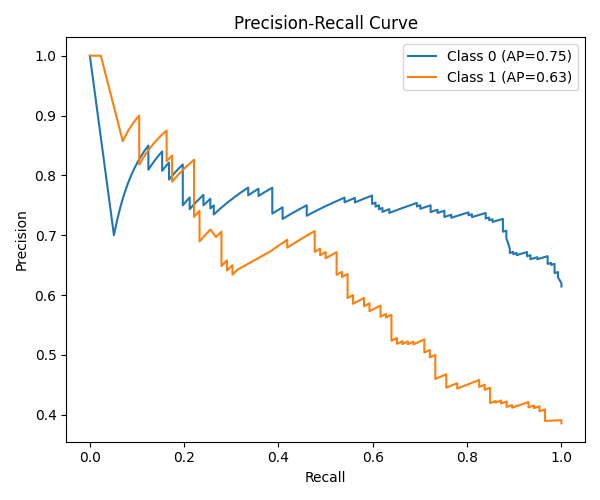 Precision-Recall Curve
Class 0 (AP=0.75)
Class 1 (AP=0.63)
Precision
1.0
0.9
0.8
0.7
0.6
0.5
0.4
0.0 0.2 0.4 0.6 0.8 1.0
Recall